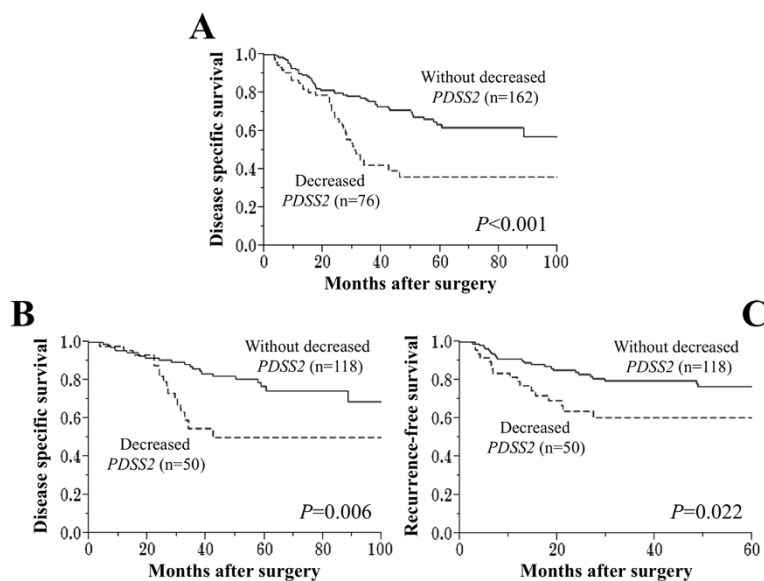 A
Disease specific survival
1.0
0.8
0.6
0.4
0.2
0.0
Without decreased
PDSS2 (n=162)
Decreased
PDSS2 (n=76)
P<0.001
0 20 40 60 80 100
Months after surgery
B
Disease specific survival
1.0
0.8
0.6
0.4
0.2
0.0
Without decreased
PDSS2 (n=118)
Decreased
PDSS2 (n=50)
P=0.006
0 20 40 60 80 100
Months after surgery
C
Recurrence-free survival
1.0
0.8
0.6
0.4
0.2
0.0
Without decreased
PDSS2 (n=118)
Decreased
PDSS2 (n=50)
P=0.022
0 20 40 60
Months after surgery